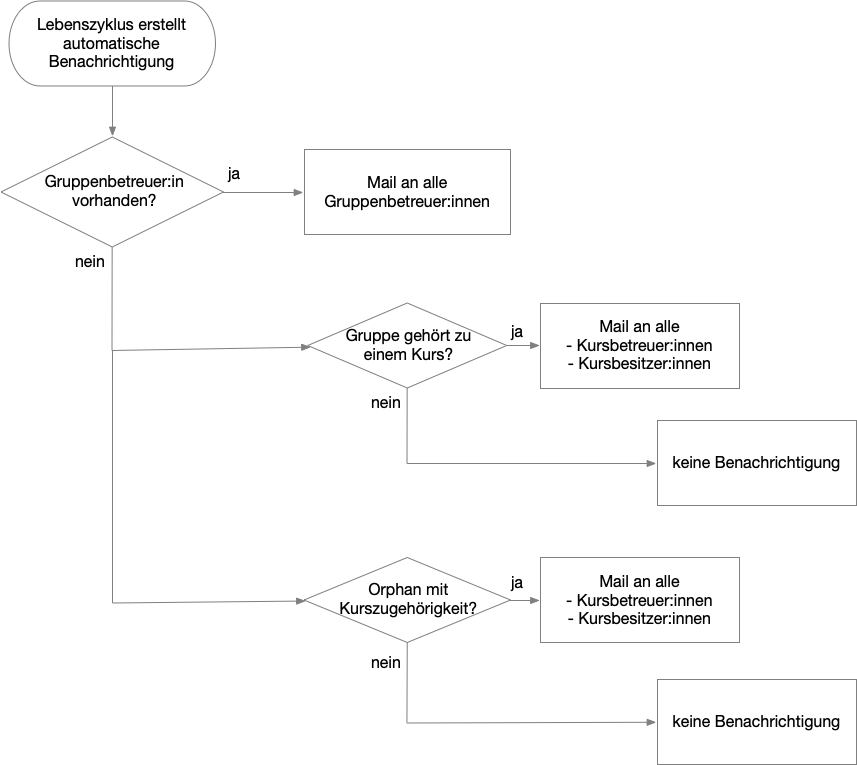 Lebenszyklus erstellt
automatische
Benachrichtigung
Gruppenbetreuer:in
vorhanden?
ja
Mail an alle
Gruppenbetreuer:innen
nein
Gruppe gehört zu
einem Kurs?
ja
Mail an alle
- Kursbetreuer:innen
- Kursbesitzer:innen
nein
keine Benachrichtigung
Orphan mit
Kurszugehörigkeit?
ja
Mail an alle
- Kursbetreuer:innen
- Kursbesitzer:innen
nein
keine Benachrichtigung